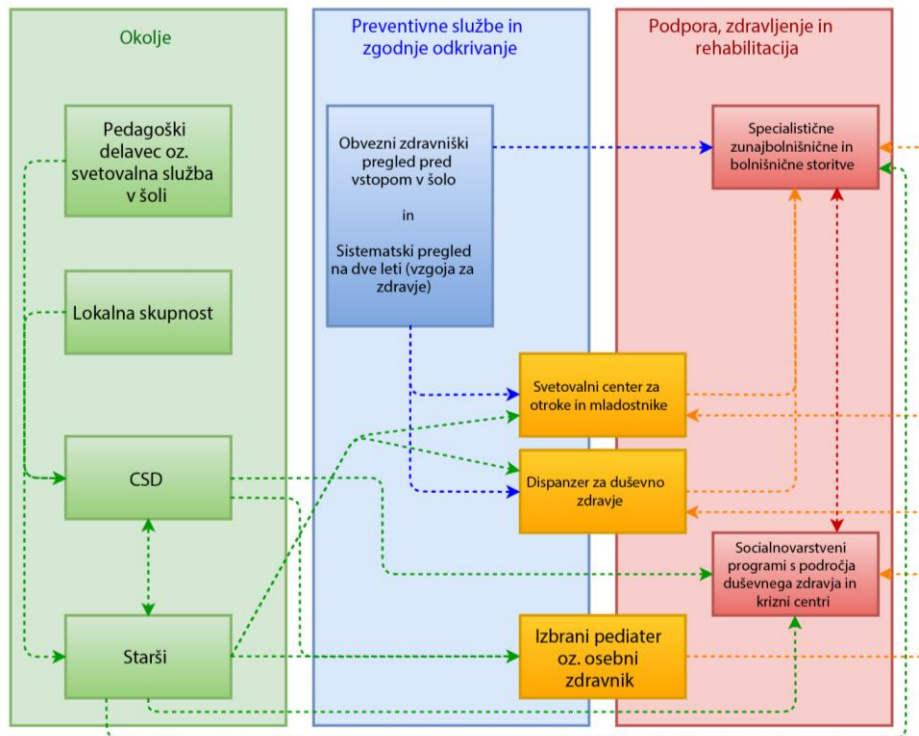 Okolje
Pedagoški
delavec oz.
svetovalna služba
v šoli
Lokalna skupnost
CSD
Starši
Preventivne službe in
zgodnje odkrivanje
Obvezni zdravniški
pregled pred
vstopom v šolo
in
Sistematski pregled
na dve leti (vzgoja za
zdravje)
Svetovalni center za
otroke in mladostnike
Dispanzer za duševno
zdravje
Izbrani pediater
oz. osebni
zdravnik
Podpora, zdravljenje in
rehabilitacija
Specialistične
zunajbolnišnične in
bolnišnične storitve
Socialnovarstveni
programi s področja
duševnega zdravja in
krizni centri